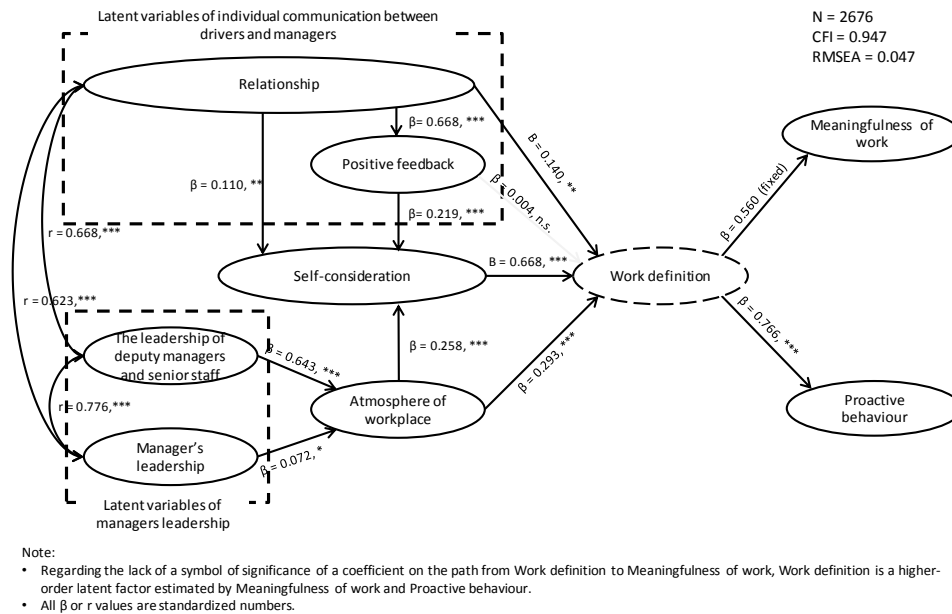 Latent variables of individual communication between
drivers and managers
N = 2676
CFI = 0.947
RMSEA = 0.047
Relationship
β= 0.668, ***
Positive feedback
β = 0.110, **
B = 0.140, **
β = 0.004, n.s.
β= 0.219, ***
Meaningfulness of
work
β = 0.560 (fixed)
r = 0.668,***
Self-consideration
B = 0.668, ***
Work definition
r = 0.623,***
The leadership of
deputy managers
and senior staff
β = 0.643, ***
β = 0.258, ***
β = 0.293, ***
β = 0.766, ***
r = 0.776,***
Atmosphere of
workplace
Proactive
behaviour
Manager's
leadership
β = 0.072, *
Latent variables of
managers leadership
Note:
• Regarding the lack of a symbol of significance of a coefficient on the path from Work definition to Meaningfulness of work, Work definition is a higher-
order latent factor estimated by Meaningfulness of work and Proactive behaviour.
• All β or r values are standardized numbers.